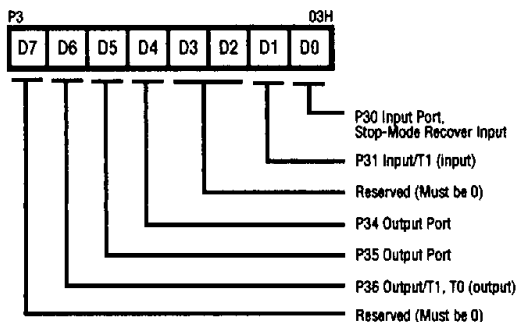 P3 03H
D7 D6 D5 D4 D3 D2 D1 D0
P30 Input Port,
Stop-Mode Recover Input
P31 Input/T1 (input)
Reserved (Must be 0)
P34 Output Port
P35 Output Port
P36 Output/T1, T0 (output)
Reserved (Must be 0)